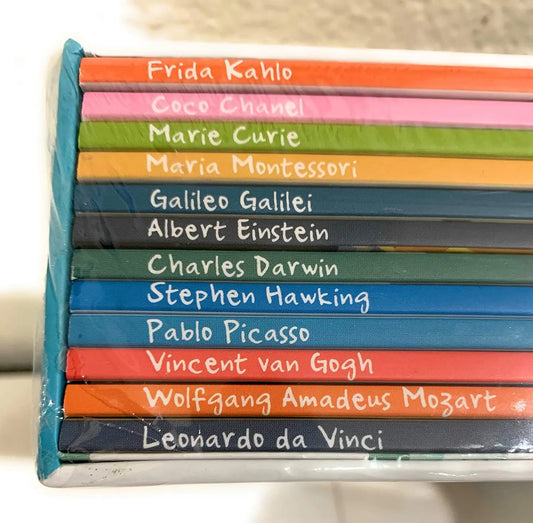 Frida Kahlo
Coco Chanel
Marie Curie
Maria Montessori
Galileo Galilei
Albert Einstein
Charles Darwin
Stephen Hawking
Pablo Picasso
Vincent van Gogh
Wolfgang Amadeus Mozart
Leonardo da Vinci